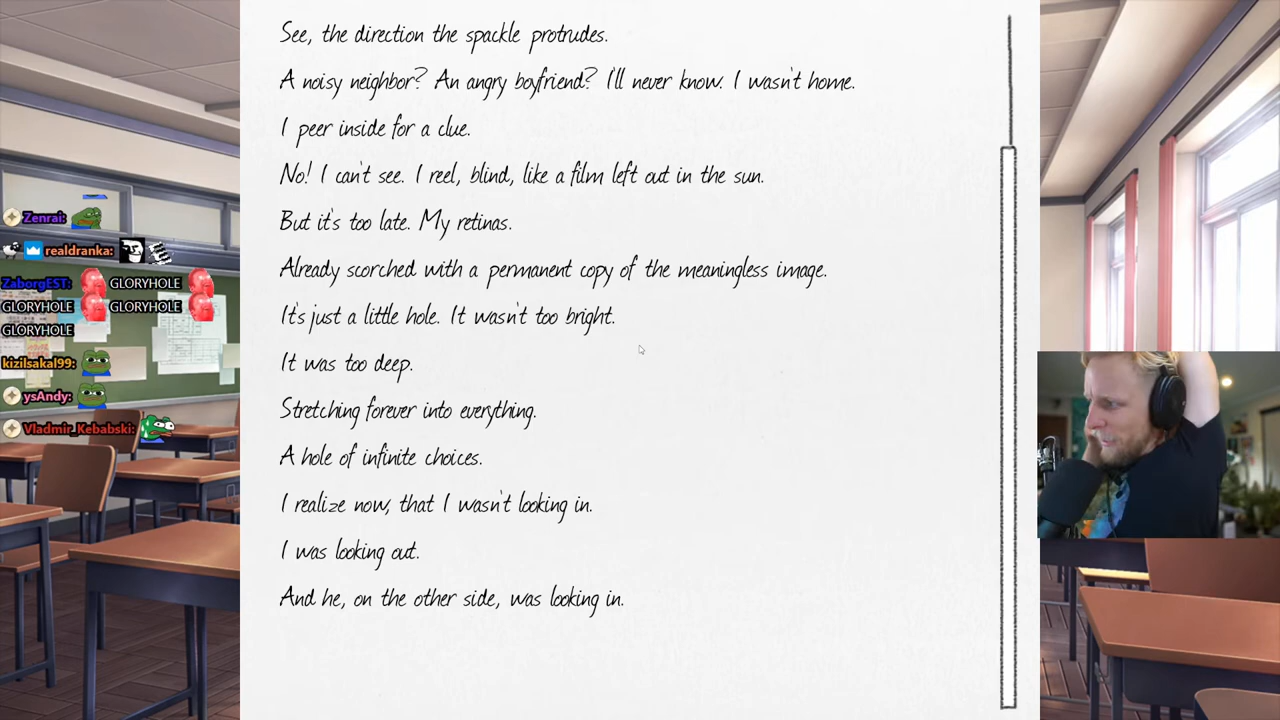 See, the direction the spackle protrudes.
A noisy neighbor? An angry boyfriend? I'll never know. I wasn't home.
I peer inside for a clue.
No! I can't see. I reel, blind, like a film left out in the sun.
But it's too late. My retinas.
Already scorched with a permanent copy of the meaningless image.
It's just a little hole. It wasn't too bright.
It was too deep.
Stretching forever into everything.
A hole of infinite choices.
I realize now, that I wasn't looking in.
I was looking out.
And he, on the other side, was looking in.
Zenrai:
realdranka:
ZaborgEST: GLORYHOLE
GLORYHOLE GLORYHOLE
GLORYHOLE
kizilsakal99:
ysAndy:
Vladmir_Kebabski: